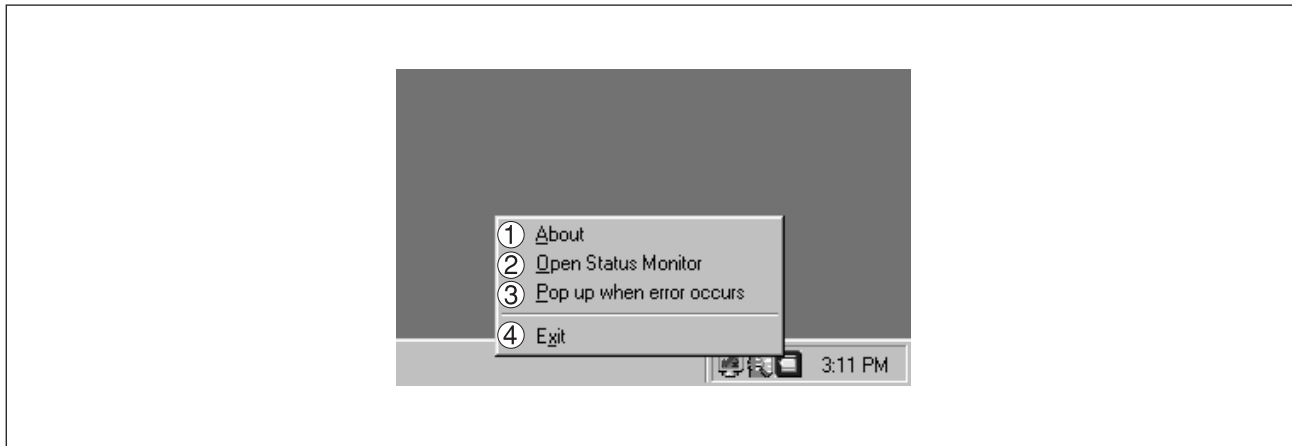 ① About
② Open Status Monitor
③ Pop up when error occurs
④ Exit
3:11 PM